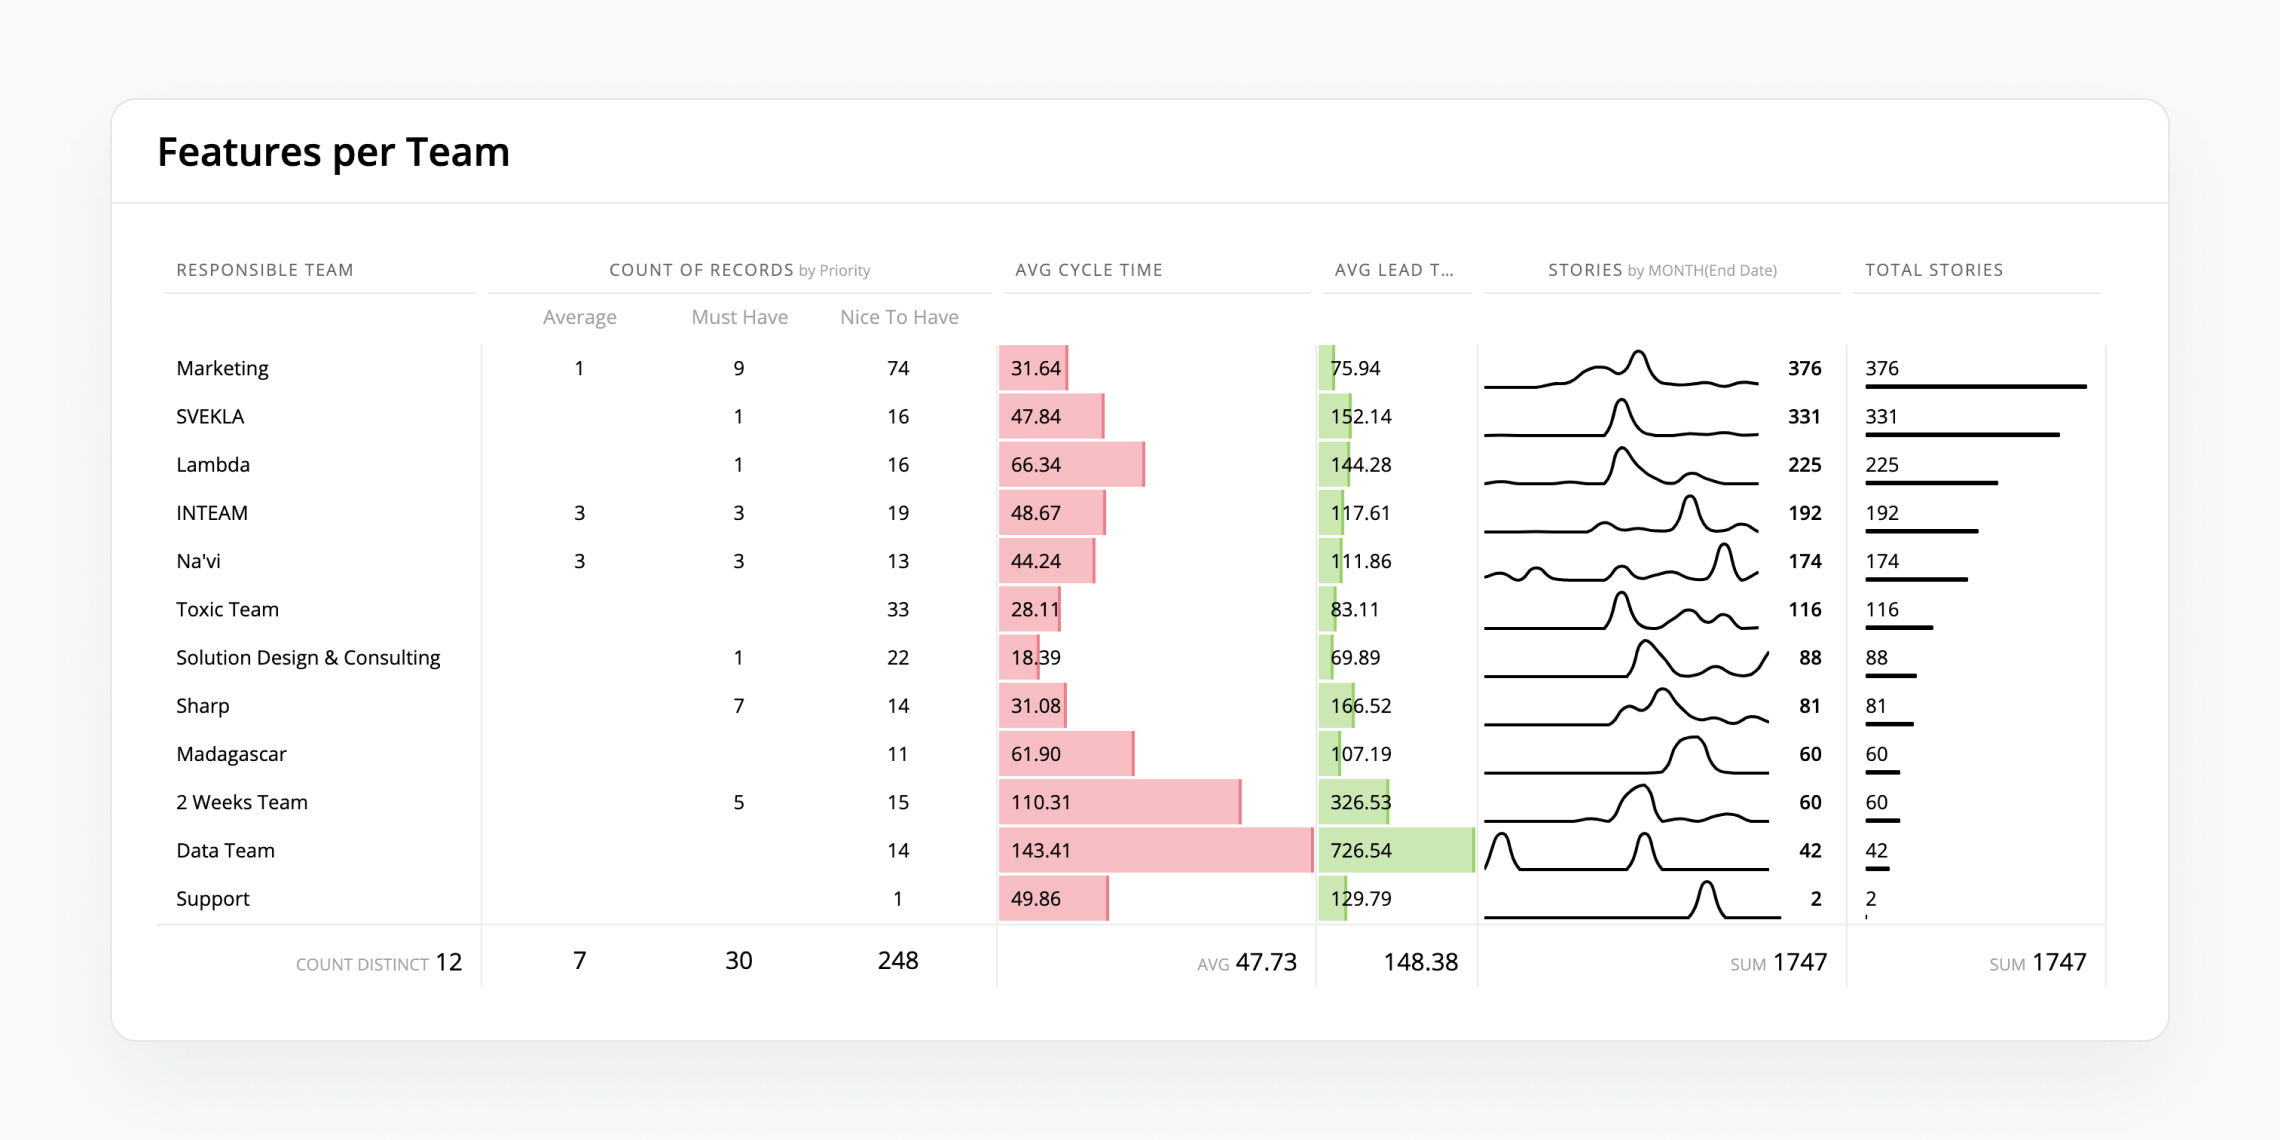 Features per Team
RESPONSIBLE TEAM COUNT OF RECORDS by Priority AVG CYCLE TIME AVG LEAD T... STORIES by MONTH(End Date) TOTAL STORIES
Average Must Have Nice To Have
Marketing 1 9 74 31.64 75.94 376 376
SVEKLA 1 16 47.84 152.14 331 331
Lambda 1 16 66.34 144.28 225 225
INTEAM 3 3 19 48.67 117.61 192 192
Na'vi 3 3 13 44.24 111.86 174 174
Toxic Team 33 28.11 83.11 116 116
Solution Design & Consulting 1 22 18.39 69.89 88 88
Sharp 7 14 31.08 166.52 81 81
Madagascar 11 61.90 107.19 60 60
2 Weeks Team 5 15 110.31 326.53 60 60
Data Team 14 143.41 726.54 42 42
Support 1 49.86 129.79 2 2
COUNT DISTINCT 12 7 30 248 AVG 47.73 148.38 SUM 1747 SUM 1747